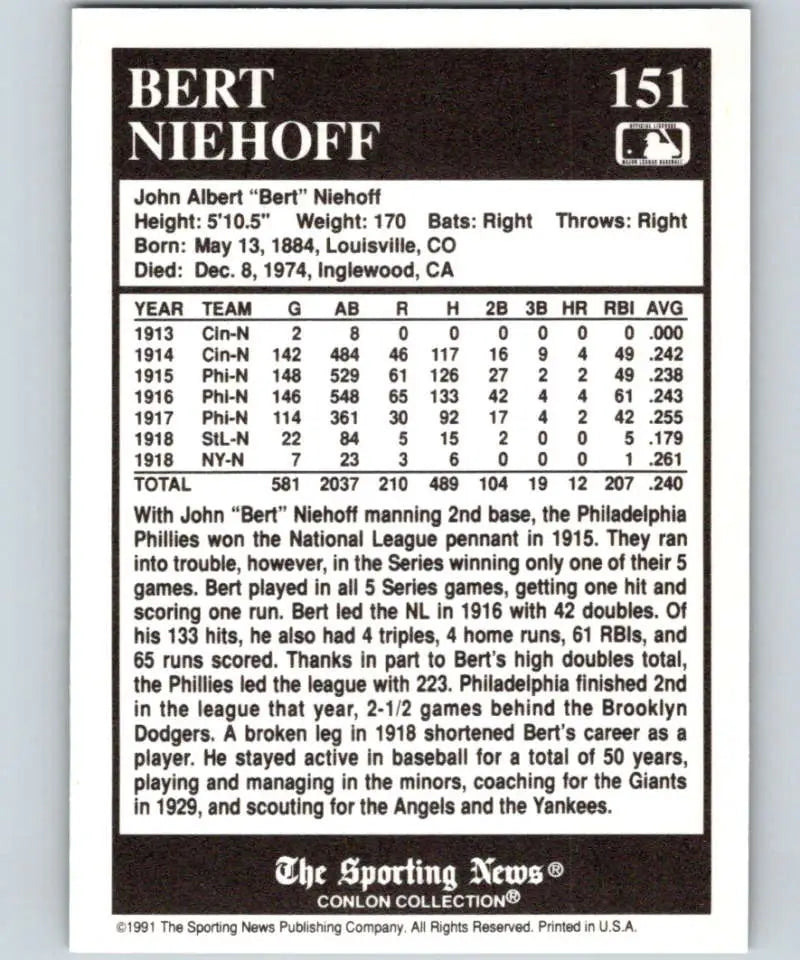 BERT
NIEHOFF
151
OFFICIAL LICENSEE
MAJOR LEAGUE BASEBALL
John Albert “Bert” Niehoff
Height: 5'10.5" Weight: 170 Bats: Right Throws: Right
Born: May 13, 1884, Louisville, CO
Died: Dec. 8, 1974, Inglewood, CA
YEAR TEAM G AB R H 2B 3B HR RBI AVG
1913 Cin-N 2 8 0 0 0 0 0 0 .000
1914 Cin-N 142 484 46 117 16 9 4 49 .242
1915 Phi-N 148 529 61 126 27 2 2 49 .238
1916 Phi-N 146 548 65 133 42 4 4 61 .243
1917 Phi-N 114 361 30 92 17 4 2 42 .255
1918 StL-N 22 84 5 15 2 0 0 5 .179
1918 NY-N 7 23 3 6 0 0 0 1 .261
TOTAL 581 2037 210 489 104 19 12 207 .240
With John “Bert” Niehoff manning 2nd base, the Philadelphia
Phillies won the National League pennant in 1915. They ran
into trouble, however, in the Series winning only one of their 5
games. Bert played in all 5 Series games, getting one hit and
scoring one run. Bert led the NL in 1916 with 42 doubles. Of
his 133 hits, he also had 4 triples, 4 home runs, 61 RBIs, and
65 runs scored. Thanks in part to Bert's high doubles total,
the Phillies led the league with 223. Philadelphia finished 2nd
in the league that year, 2-1/2 games behind the Brooklyn
Dodgers. A broken leg in 1918 shortened Bert's career as a
player. He stayed active in baseball for a total of 50 years,
playing and managing in the minors, coaching for the Giants
in 1929, and scouting for the Angels and the Yankees.
The Sporting News®
CONLON COLLECTION®
©1991 The Sporting News Publishing Company. All Rights Reserved. Printed in U.S.A.